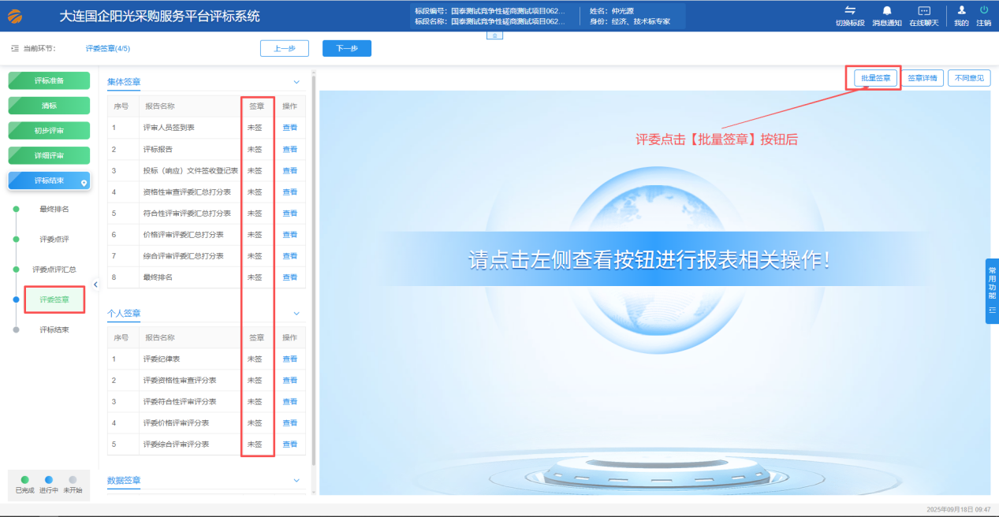 大连国企阳光采购服务平台评标系统
标段编号：国泰测试竞争性磋商测试项目062...
标段名称：国泰测试竞争性磋商测试项目062...
姓名：仲光源
身份：经济、技术标专家
切换标段
消息通知
在线聊天
我的
注销
当前环节：
评委签章(4/5)
上一步
下一步
评标准备
清标
初步评审
详细评审
评标结束
最终排名
评委点评
评委点评汇总
评委签章
评标结束
已完成
进行中
未开始
集体签章
序号 报告名称 签章 操作
1 评审人员签到表 未签 查看
2 评标报告 未签 查看
3 投标（响应）文件签收登记表 未签 查看
4 资格性审查评委汇总打分表 未签 查看
5 符合性评审评委汇总打分表 未签 查看
6 价格评审评委汇总打分表 未签 查看
7 综合评审评委汇总打分表 未签 查看
8 最终排名 未签 查看
个人签章
序号 报告名称 签章 操作
1 评委纪律表 未签 查看
2 评委资格性审查评分表 未签 查看
3 评委符合性评审评分表 未签 查看
4 评委价格评审评分表 未签 查看
5 评委综合评审评分表 未签 查看
数据签章
批量签章
签章详情
不同意见
评委点击【批量签章】按钮后
请点击左侧查看按钮进行报表相关操作！
常用功能
2025年09月18日 09:47